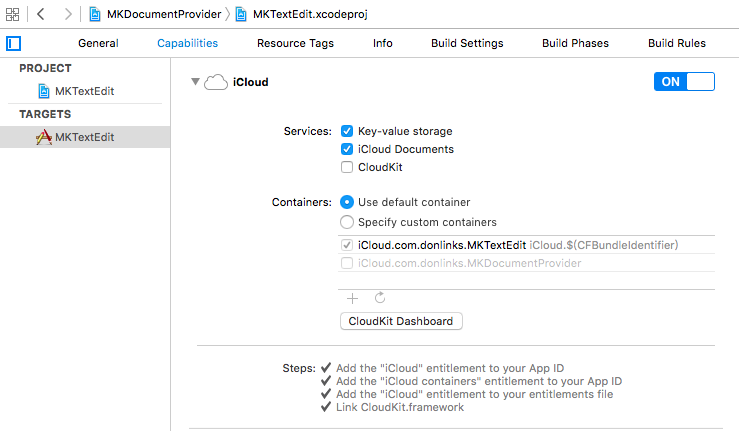 MKDocumentProvider MKTextEdit.xcodeproj
General Capabilities Resource Tags Info Build Settings Build Phases Build Rules
PROJECT
MKTextEdit
TARGETS
MKTextEdit
iCloud ON
Services: Key-value storage
iCloud Documents
CloudKit
Containers: Use default container
Specify custom containers
iCloud.com.donlinks.MKTextEdit iCloud.$(CFBundleIdentifier)
iCloud.com.donlinks.MKDocumentProvider
CloudKit Dashboard
Steps: ✔ Add the "iCloud" entitlement to your App ID
✔ Add the "iCloud containers" entitlement to your App ID
✔ Add the "iCloud" entitlement to your entitlements file
✔ Link CloudKit.framework